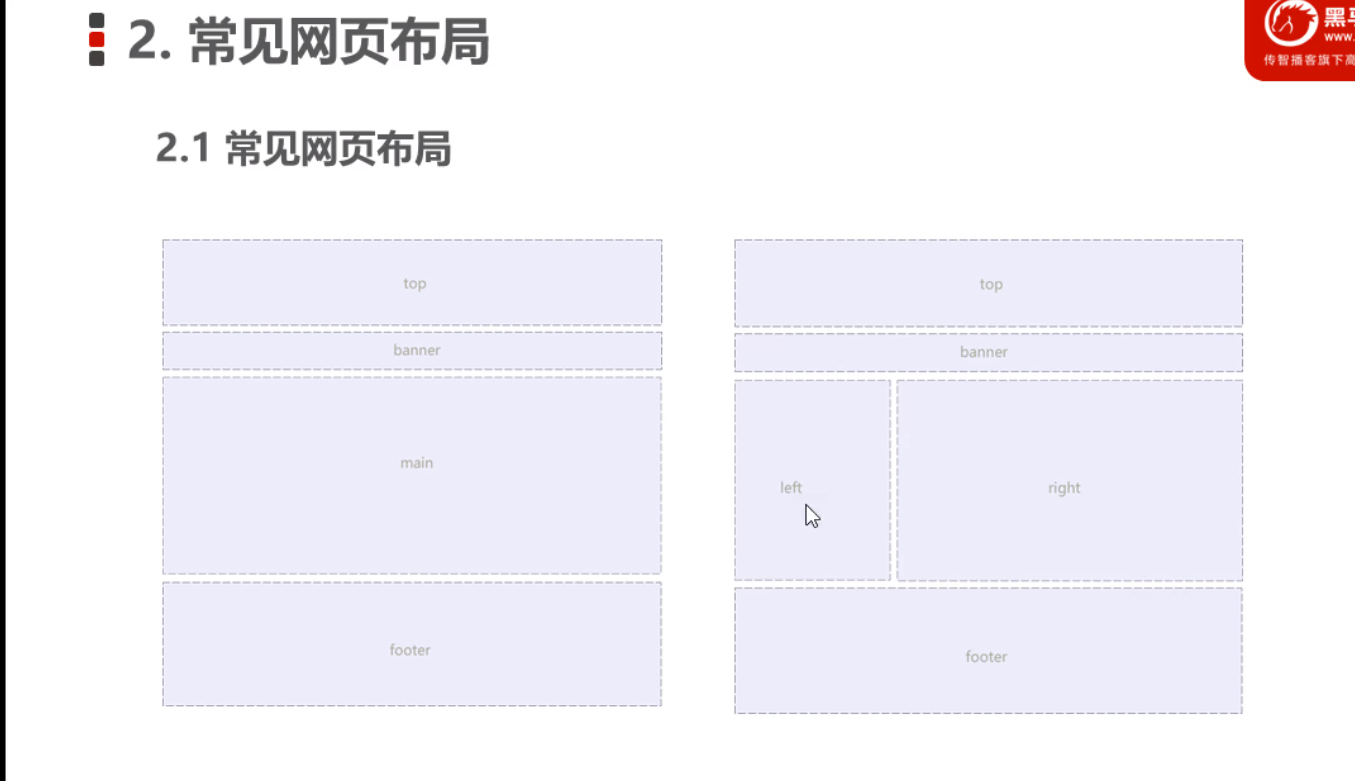 2. 常见网页布局
黑
www.
传智播客旗下高
2.1 常见网页布局
top
banner
main
footer
top
banner
left
right
footer